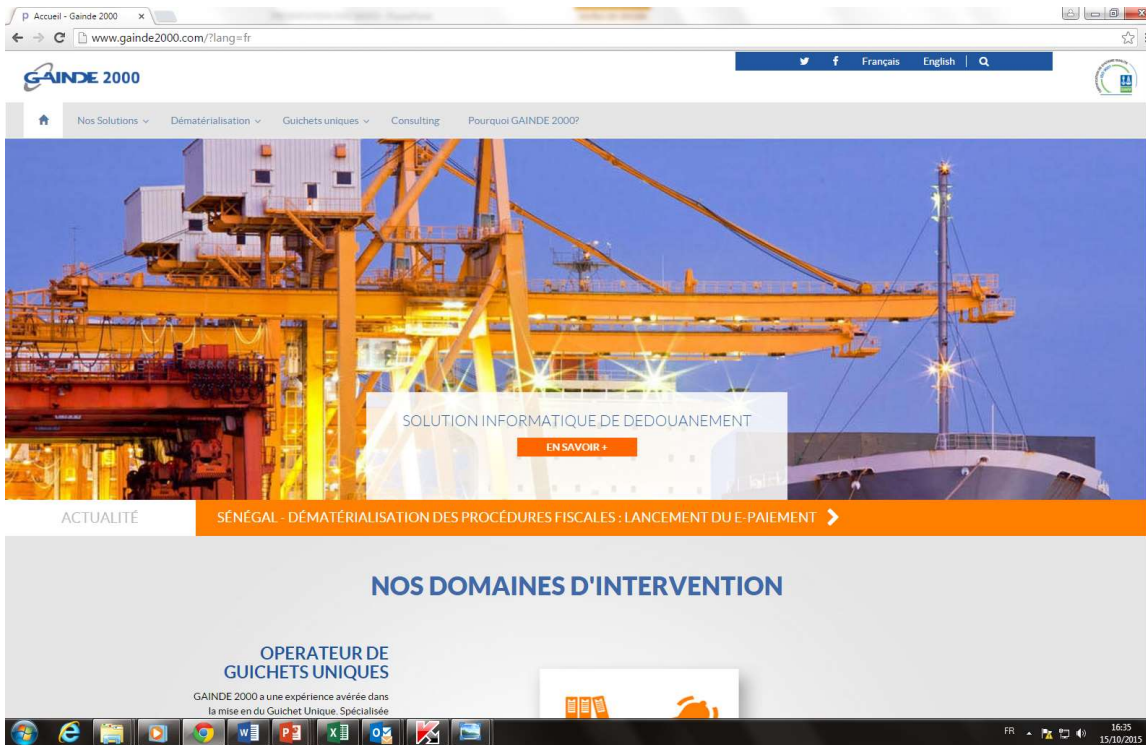 Accueil - Gainde 2000
www.gainde2000.com/?lang=fr
Français English
GAINDE 2000
Nos Solutions Dématérialisation Guichets uniques Consulting Pourquoi GAINDE 2000?
SOLUTION INFORMATIQUE DE DEDOUANEMENT
EN SAVOIR +
ACTUALITÉ SÉNÉGAL - DÉMATÉRIALISATION DES PROCÉDURES FISCALES : LANCEMENT DU E-PAIEMENT
NOS DOMAINES D'INTERVENTION
OPERATEUR DE
GUICHETS UNIQUES
GAINDE 2000 a une expérience avérée dans
la mise en du Guichet Unique. Spécialisée
FR
16:35
15/10/2015